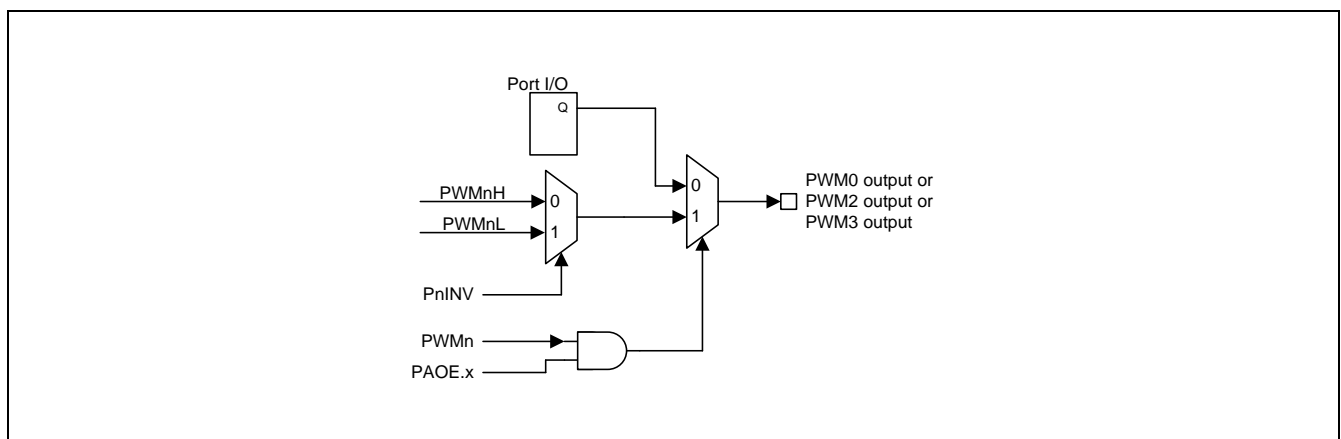 Port I/O
Q
PWMnH
0
PWMnL
1
PnINV
0
1
PWM0 output or
PWM2 output or
PWM3 output
PWMn
PAOE.x